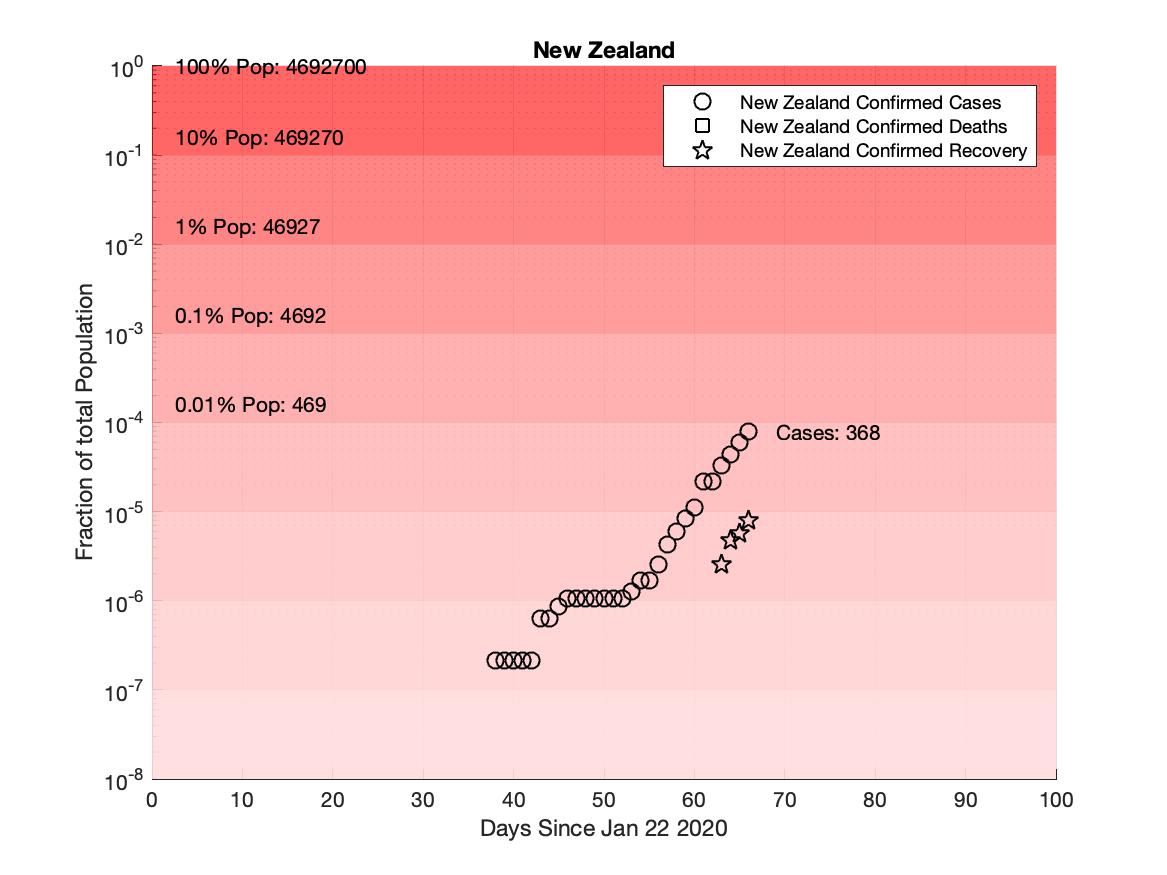 New Zealand
10^0
100% Pop: 4692700
New Zealand Confirmed Cases
New Zealand Confirmed Deaths
New Zealand Confirmed Recovery
10% Pop: 469270
10^-1
1% Pop: 46927
10^-2
0.1% Pop: 4692
10^-3
0.01% Pop: 469
10^-4
Cases: 368
10^-5
10^-6
10^-7
10^-8
Fraction of total Population
0 10 20 30 40 50 60 70 80 90 100
Days Since Jan 22 2020